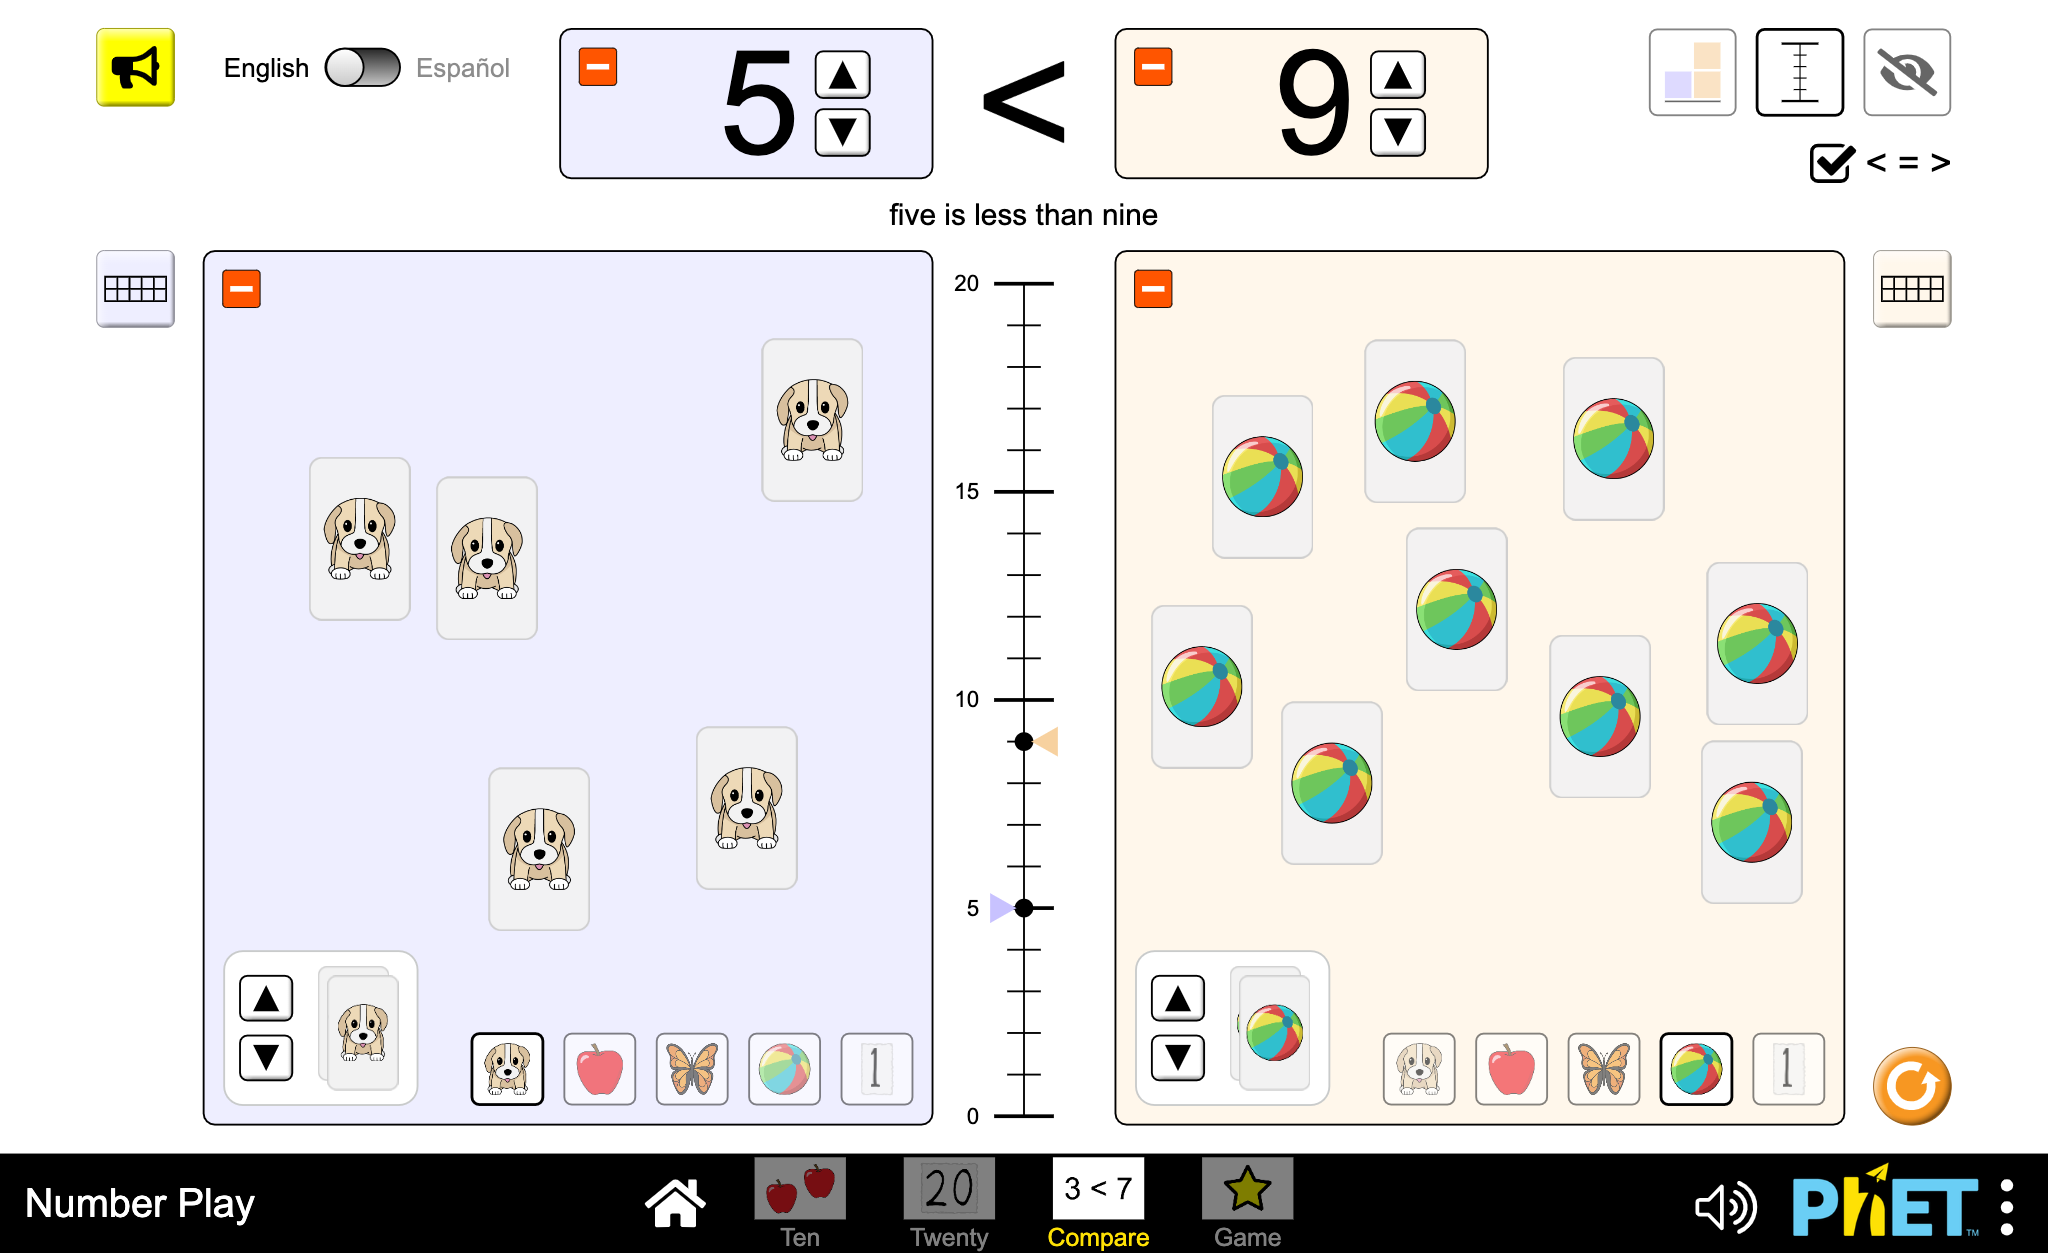 English Español
5 < 9
< = >
five is less than nine
20
15
10
5
0
1
1
Number Play
20
3 < 7
Ten
Twenty
Compare
Game
PhET™